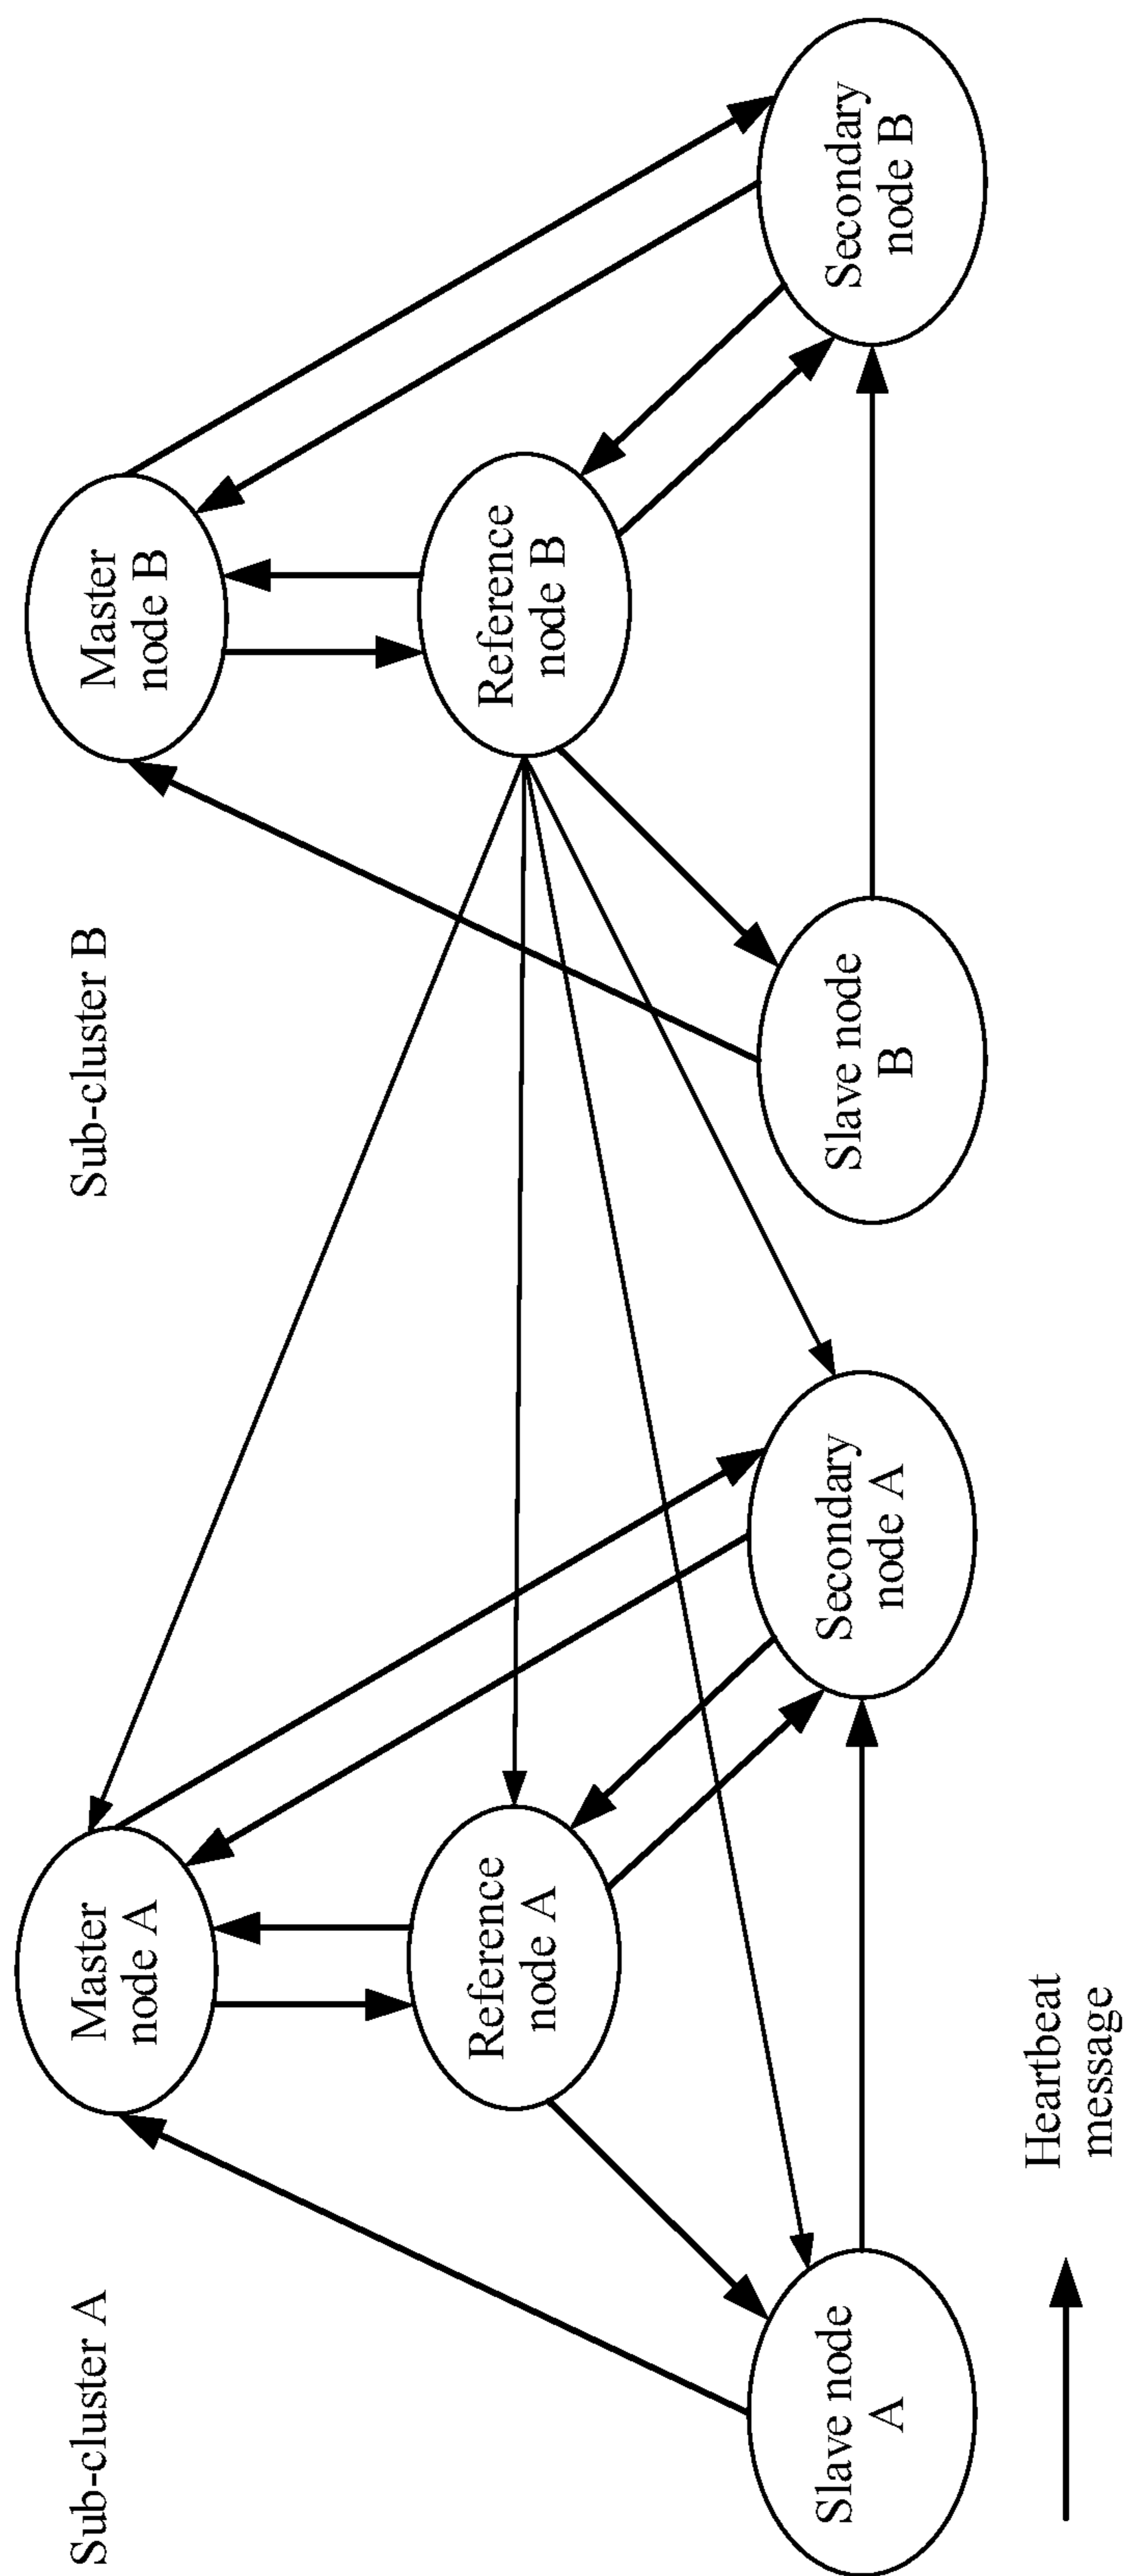 Sub-cluster A
Sub-cluster B
Master
node A
Master
node B
Reference
node A
Reference
node B
Slave node
A
Secondary
node A
Slave node
B
Secondary
node B
Heartbeat
message